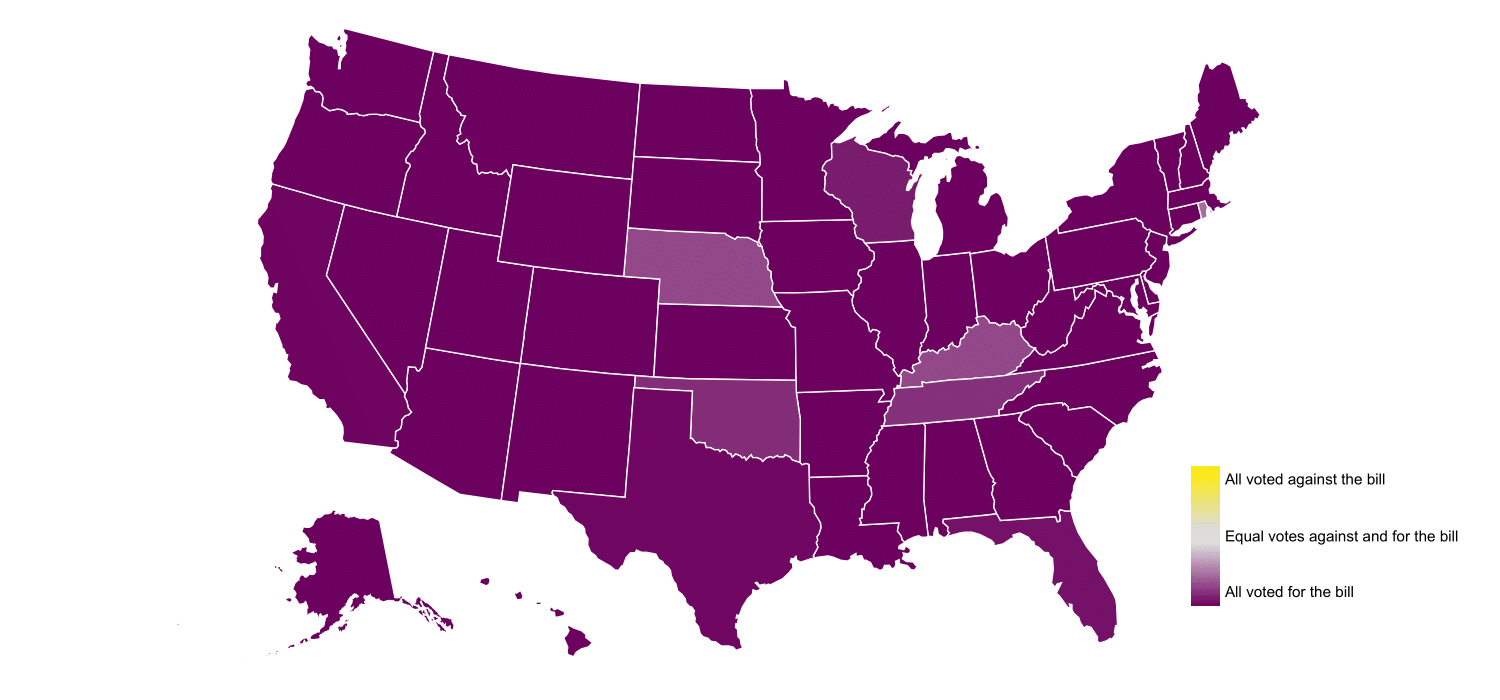 All voted against the bill
Equal votes against and for the bill
All voted for the bill